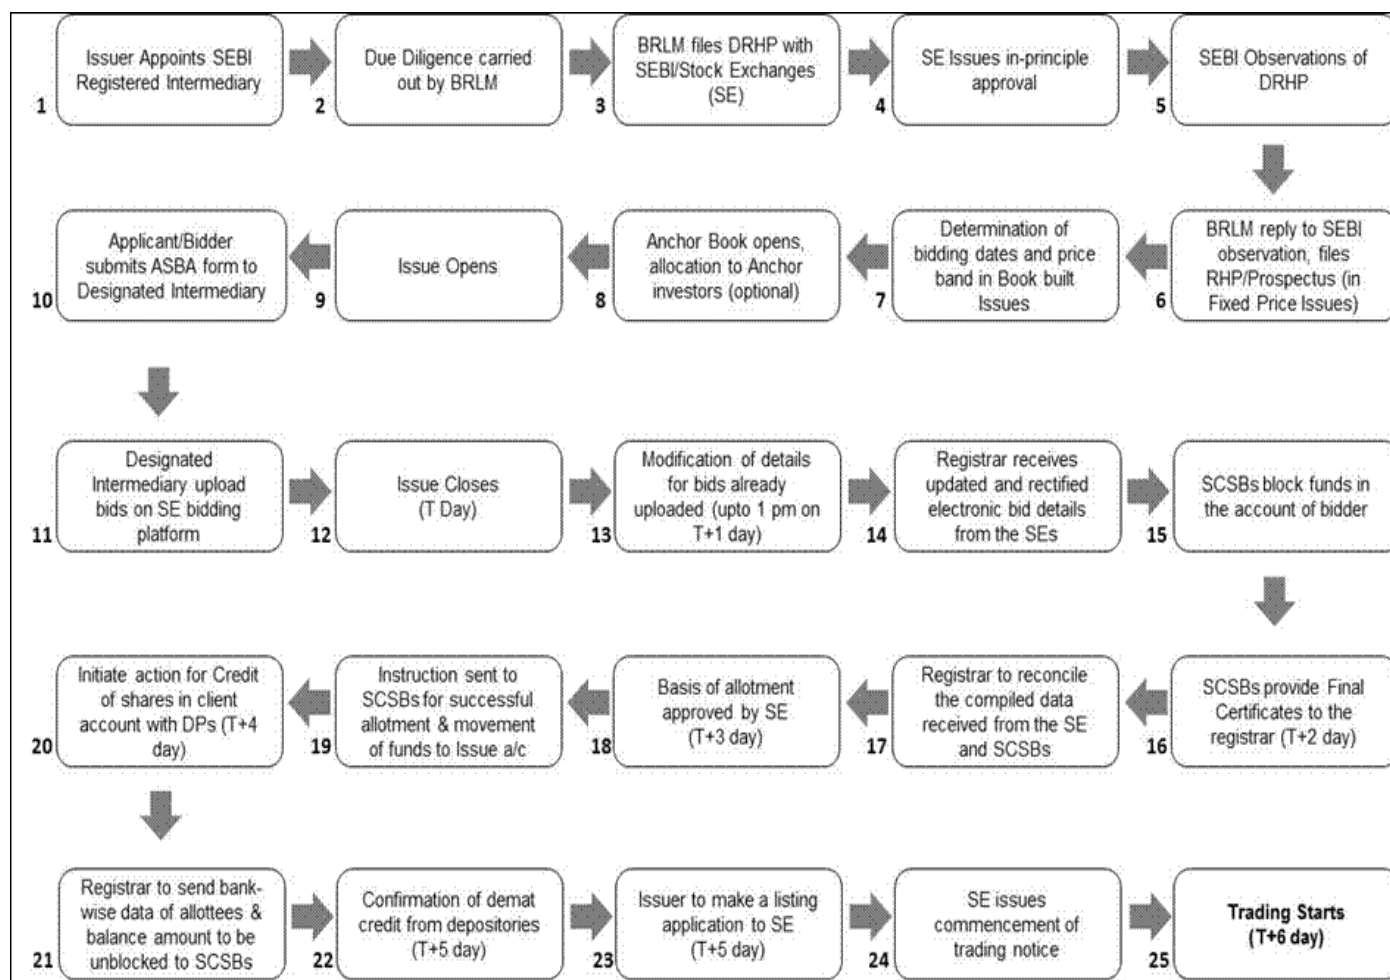 Issuer Appoints SEBI
Registered Intermediary
1
Due Diligence carried
out by BRLM
2
BRLM files DRHP with
SEBI/Stock Exchanges
(SE)
3
SE Issues in-principle
approval
4
SEBI Observations of
DRHP
5
BRLM reply to SEBI
observation, files
RHP/Prospectus (in
Fixed Price Issues)
6
Determination of
bidding dates and price
band in Book built
Issues
7
Anchor Book opens,
allocation to Anchor
investors (optional)
8
Issue Opens
9
Applicant/Bidder
submits ASBA form to
Designated Intermediary
10
Designated
Intermediary upload
bids on SE bidding
platform
11
Issue Closes
(T Day)
12
Modification of details
for bids already
uploaded (upto 1 pm on
T+1 day)
13
Registrar receives
updated and rectified
electronic bid details
from the SEs
14
SCSBs block funds in
the account of bidder
15
SCSBs provide Final
Certificates to the
registrar (T+2 day)
16
Registrar to reconcile
the compiled data
received from the SE
and SCSBs
17
Basis of allotment
approved by SE
(T+3 day)
18
Instruction sent to
SCSBs for successful
allotment & movement
of funds to Issue a/c
19
Initiate action for Credit
of shares in client
account with DPs (T+4
day)
20
Registrar to send bank-
wise data of allottees &
balance amount to be
unblocked to SCSBs
21
Confirmation of demat
credit from depositories
(T+5 day)
22
Issuer to make a listing
application to SE
(T+5 day)
23
SE issues
commencement of
trading notice
24
Trading Starts
(T+6 day)
25